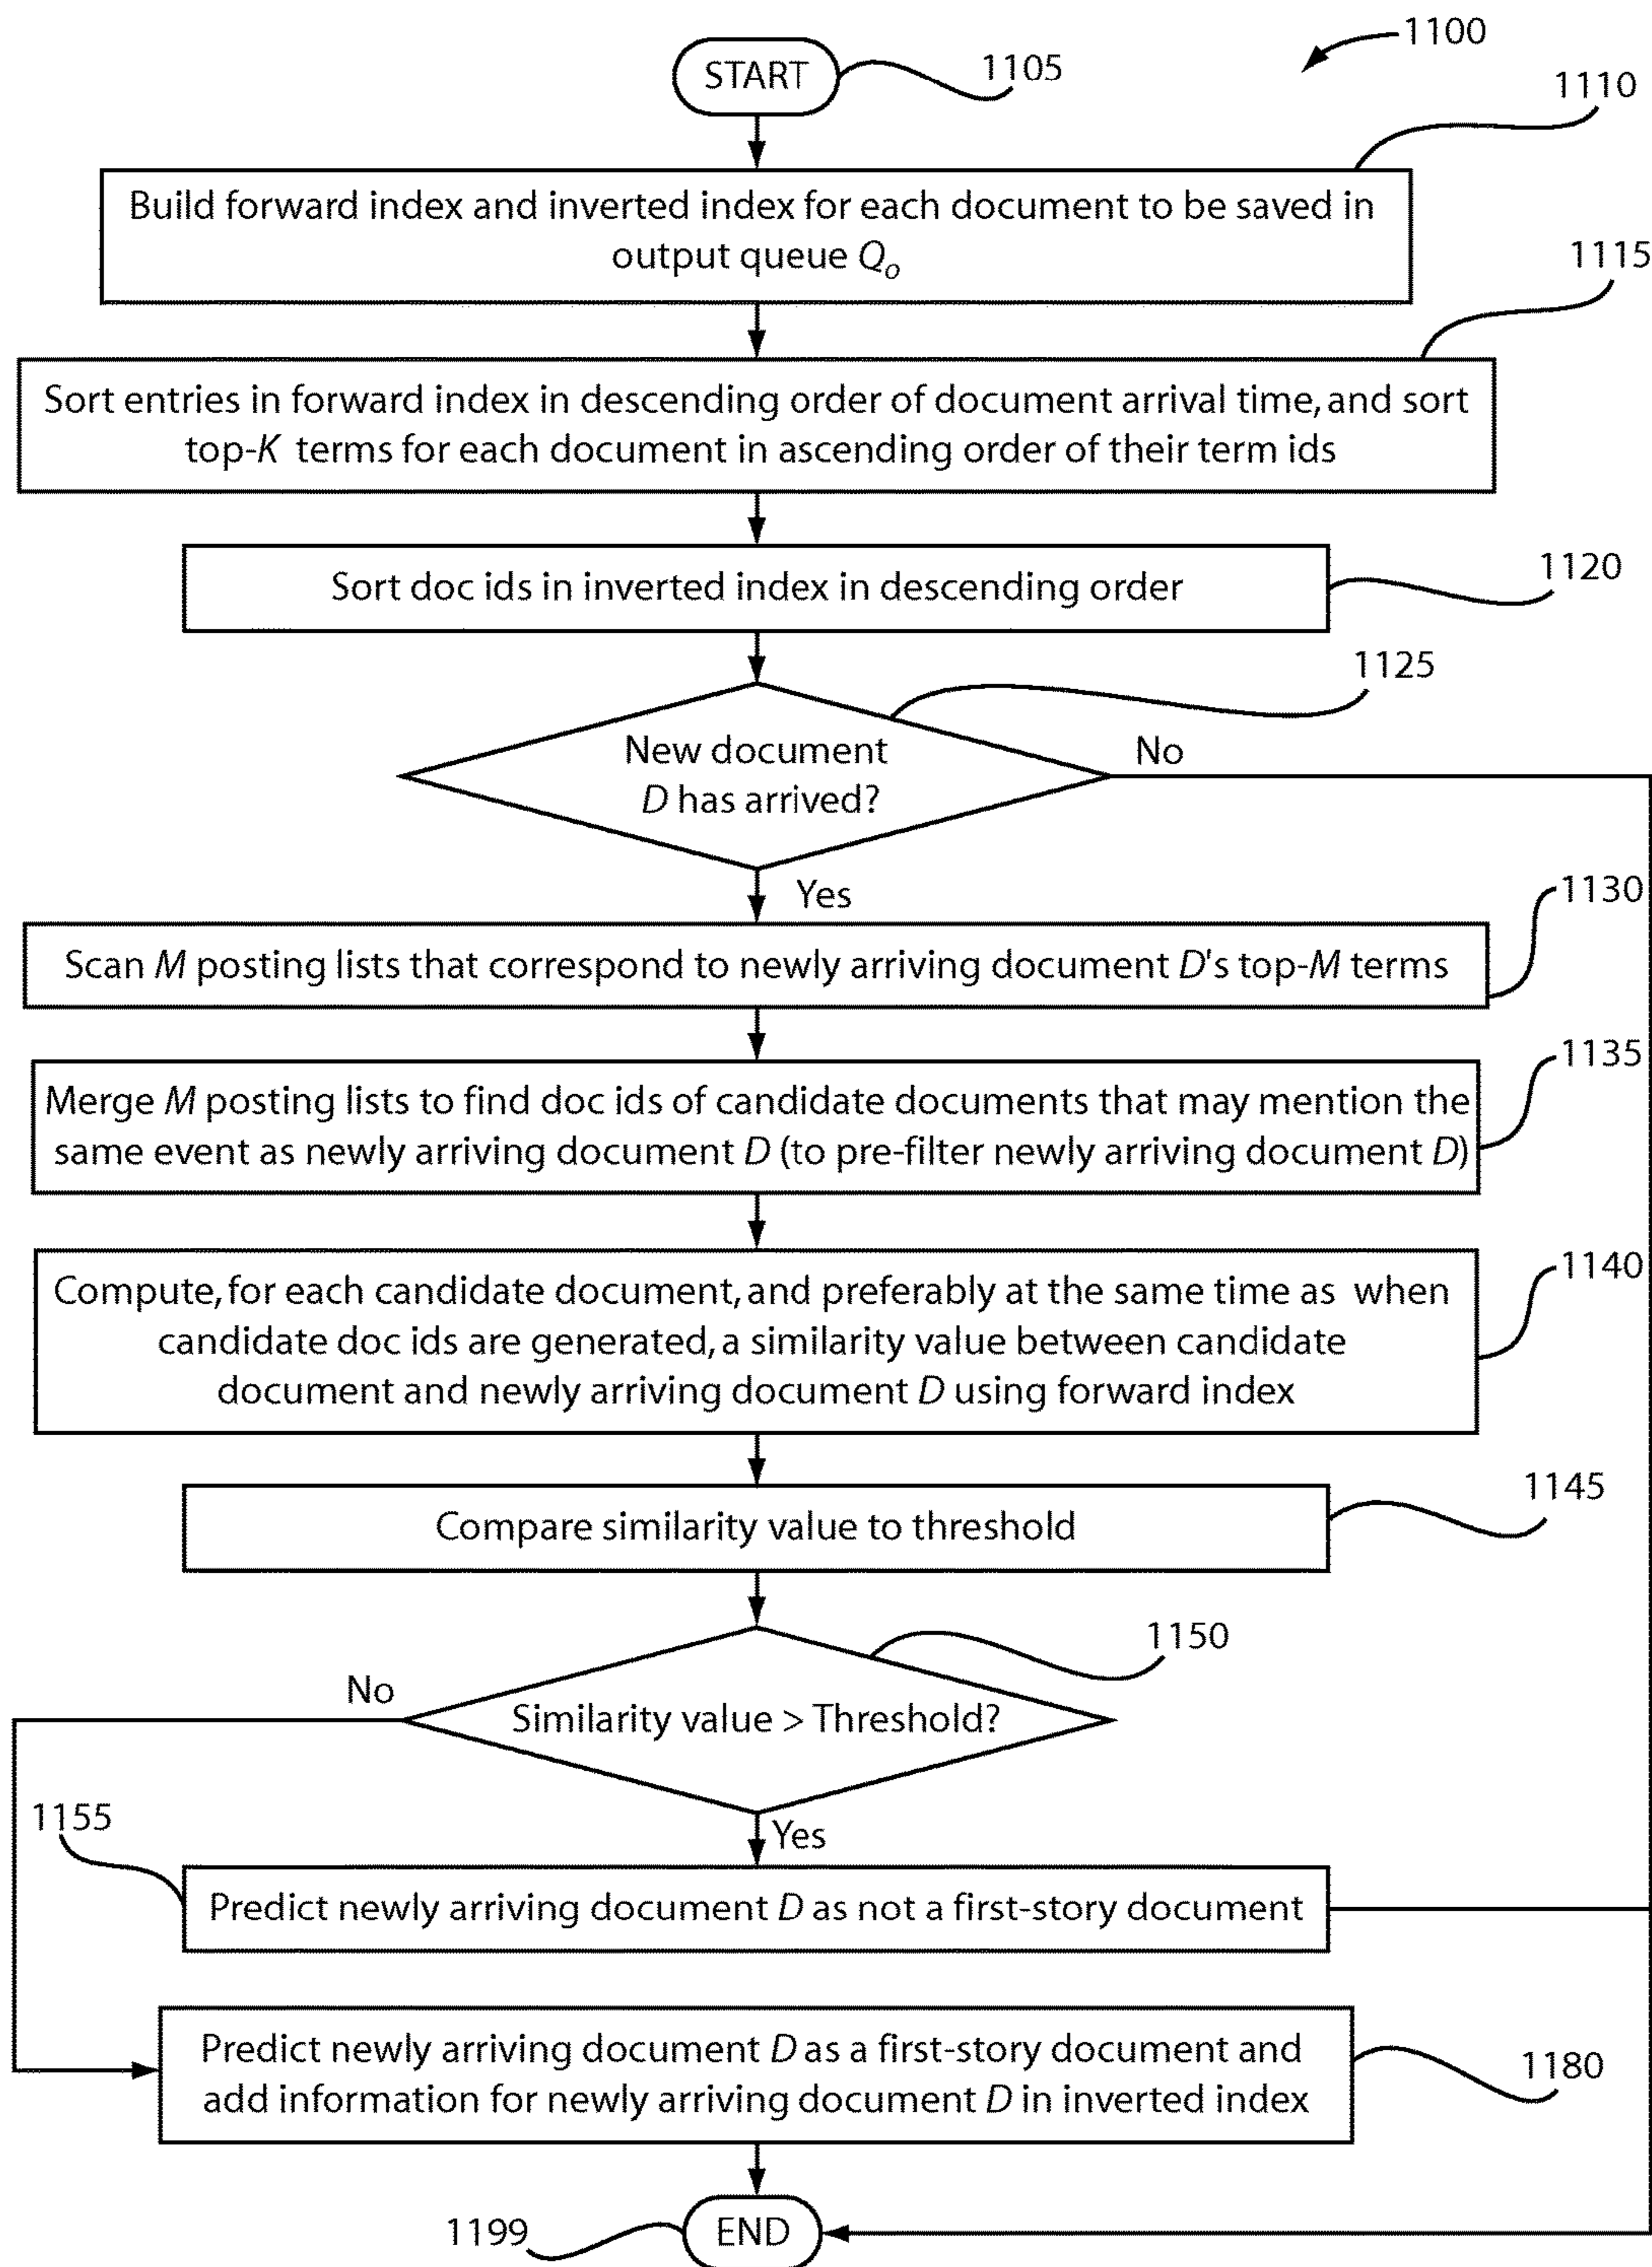 1100
START
1105
1110
Build forward index and inverted index for each document to be saved in
output queue Qo
1115
Sort entries in forward index in descending order of document arrival time, and sort
top-K terms for each document in ascending order of their term ids
Sort doc ids in inverted index in descending order
1120
1125
New document
D has arrived?
No
Yes
1130
Scan M posting lists that correspond to newly arriving document D's top-M terms
1135
Merge M posting lists to find doc ids of candidate documents that may mention the
same event as newly arriving document D (to pre-filter newly arriving document D)
1140
Compute, for each candidate document, and preferably at the same time as when
candidate doc ids are generated, a similarity value between candidate
document and newly arriving document D using forward index
1145
Compare similarity value to threshold
1150
No
Similarity value > Threshold?
1155
Yes
Predict newly arriving document D as not a first-story document
Predict newly arriving document D as a first-story document and
add information for newly arriving document D in inverted index
1180
1199
END